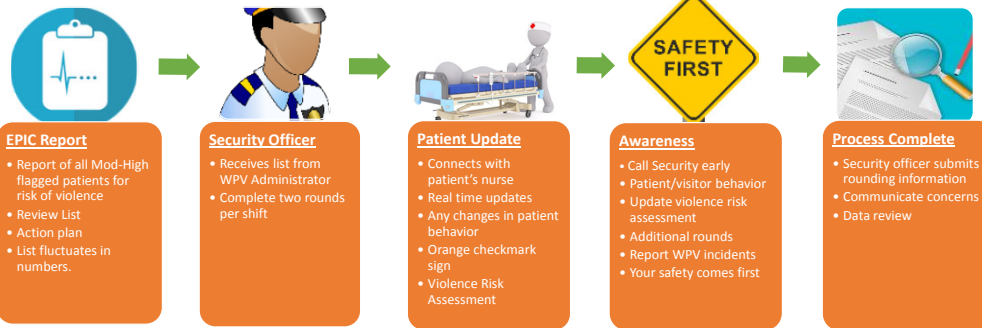 SAFETY
FIRST
EPIC Report
• Report of all Mod-High
flagged patients for
risk of violence
• Review List
• Action plan
• List fluctuates in
numbers.
Security Officer
• Receives list from
WPV Administrator
• Complete two rounds
per shift
Patient Update
• Connects with
patient's nurse
• Real time updates
• Any changes in patient
behavior
• Orange checkmark
sign
• Violence Risk
Assessment
Awareness
• Call Security early
• Patient/visitor behavior
• Update violence risk
assessment
• Additional rounds
• Report WPV incidents
• Your safety comes first
Process Complete
• Security officer submits
rounding information
• Communicate concerns
• Data review